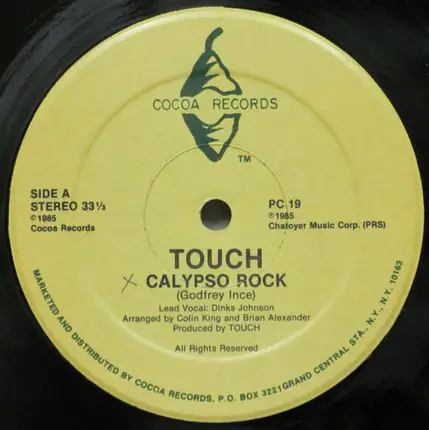 COCOA RECORDS
TM
SIDE A
STEREO 33⅓
©1985
Cocoa Records
PC 19
℗1985
Chatoyer Music Corp. (PRS)
TOUCH
X CALYPSO ROCK
(Godfrey Ince)
Lead Vocal: Dinks Johnson
Arranged by Colin King and Brian Alexander
Produced by TOUCH
All Rights Reserved
MARKETED AND DISTRIBUTED BY COCOA RECORDS, P.O. BOX 3221 GRAND CENTRAL STA., N.Y., N.Y. 10163